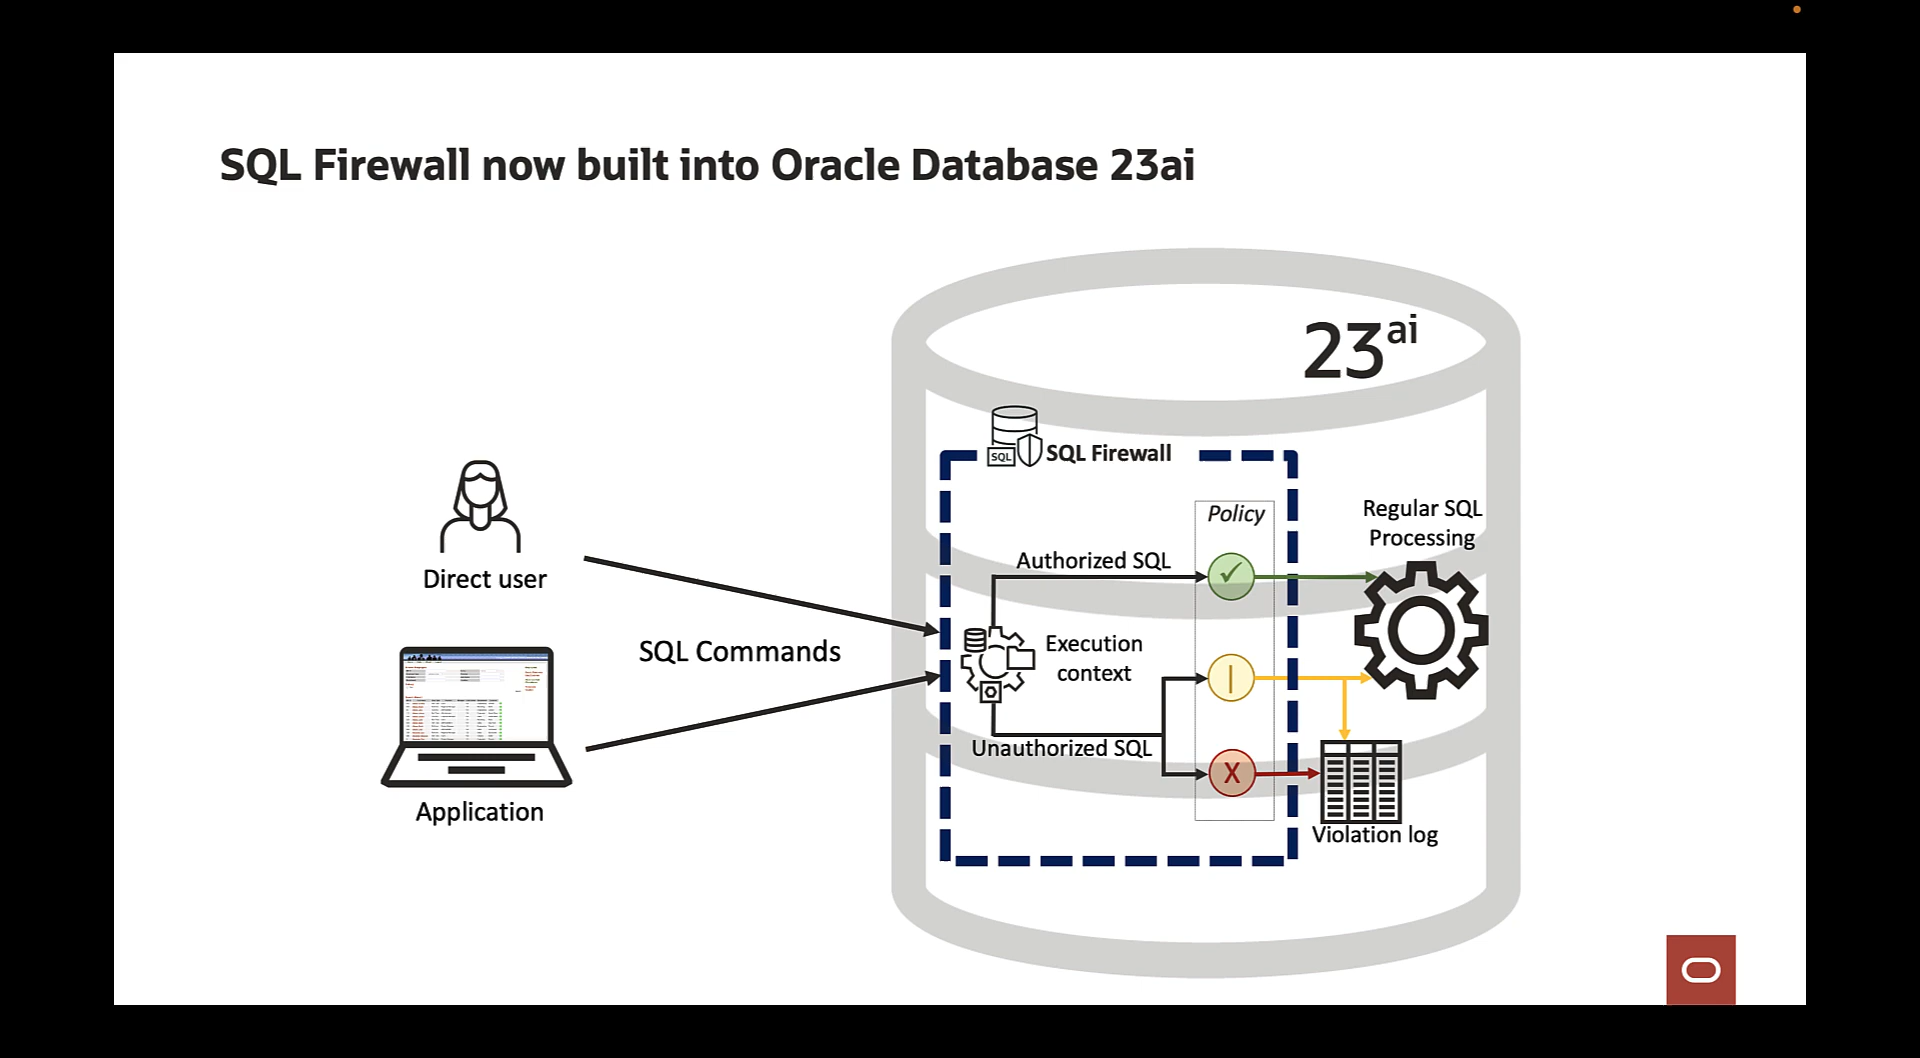 SQL Firewall now built into Oracle Database 23ai
23ai
SQL
SQL Firewall
Policy
Regular SQL
Processing
Authorized SQL
Direct user
SQL Commands
Execution
context
Unauthorized SQL
X
Application
Violation log